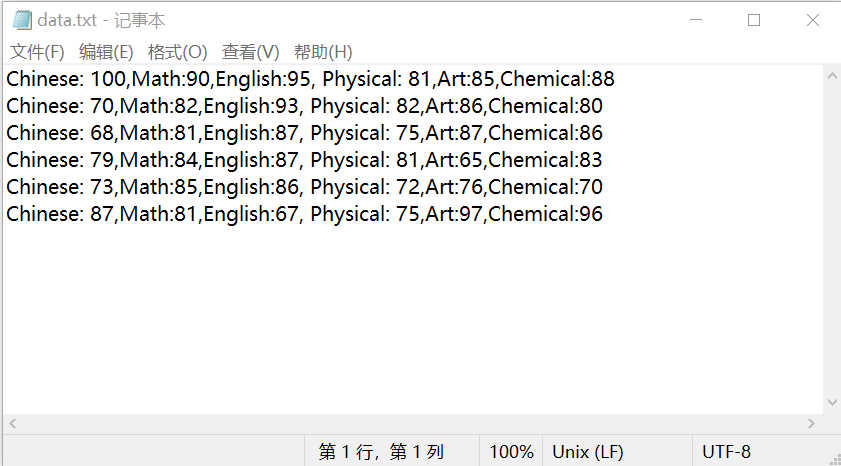 data.txt - 记事本
文件(F) 编辑(E) 格式(O) 查看(V) 帮助(H)
Chinese: 100,Math:90,English:95, Physical: 81,Art:85,Chemical:88
Chinese: 70,Math:82,English:93, Physical: 82,Art:86,Chemical:80
Chinese: 68,Math:81,English:87, Physical: 75,Art:87,Chemical:86
Chinese: 79,Math:84,English:87, Physical: 81,Art:65,Chemical:83
Chinese: 73,Math:85,English:86, Physical: 72,Art:76,Chemical:70
Chinese: 87,Math:81,English:67, Physical: 75,Art:97,Chemical:96
第 1 行，第 1 列 100% Unix (LF) UTF-8